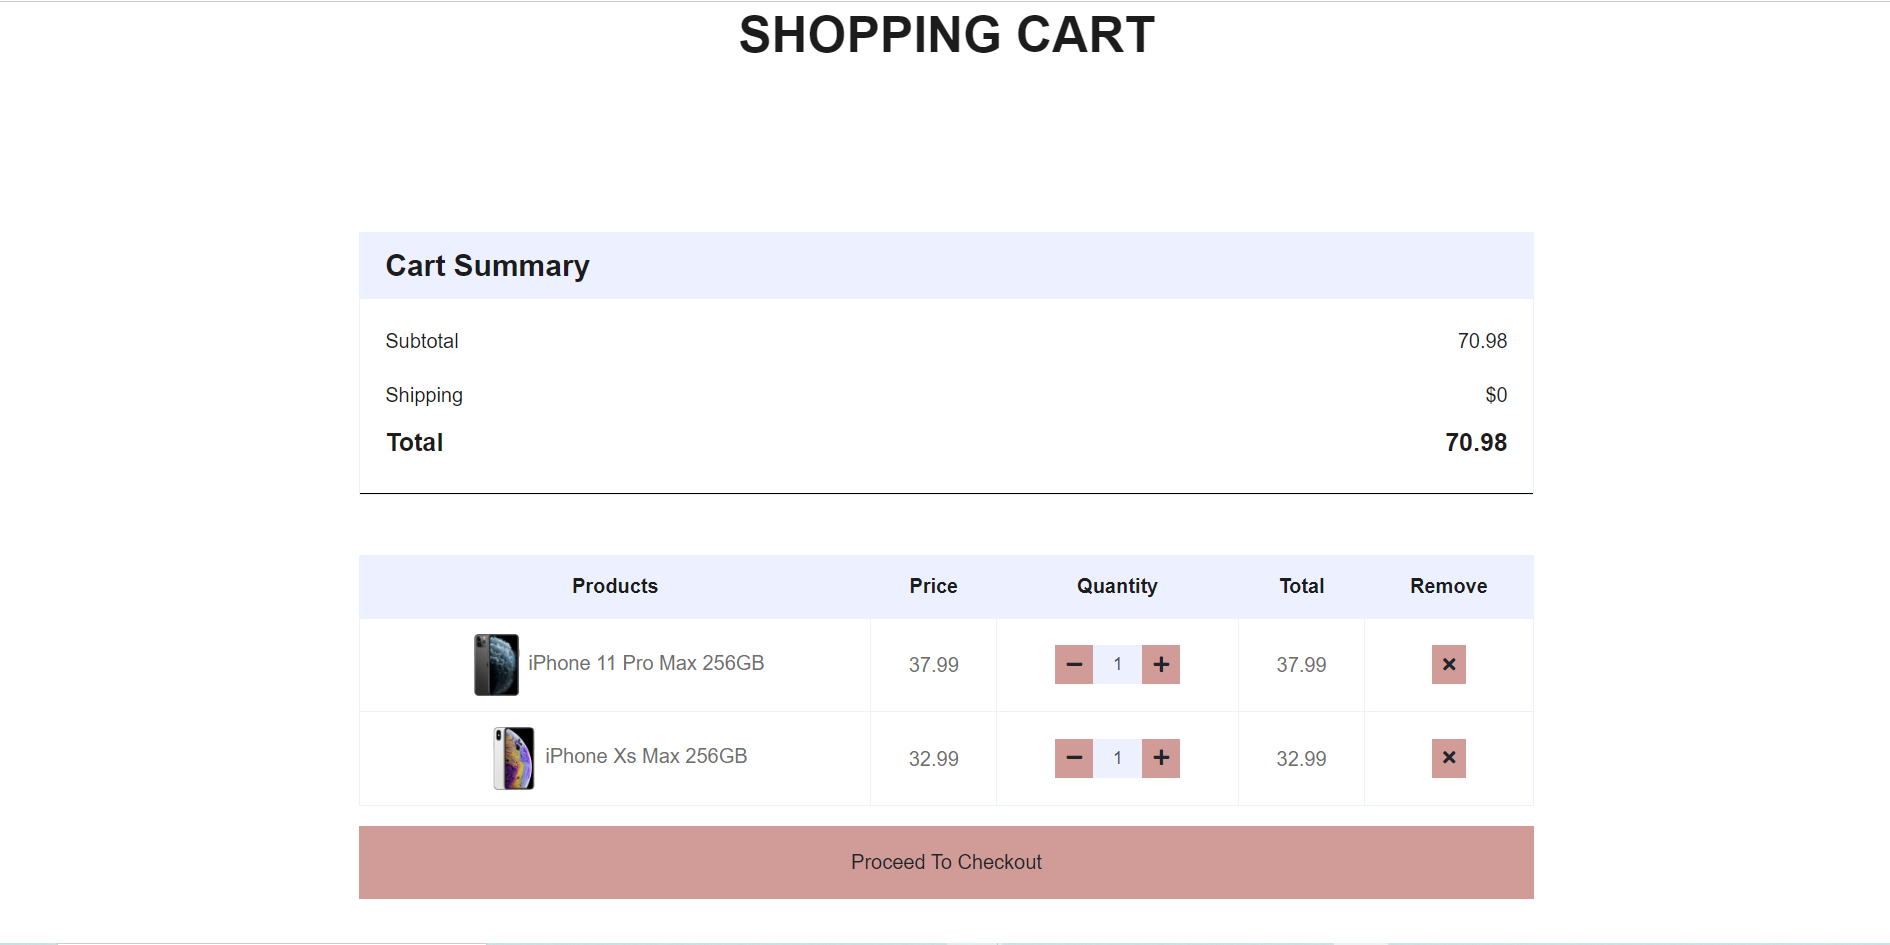 SHOPPING CART
Cart Summary
Subtotal 70.98
Shipping $0
Total 70.98
Products Price Quantity Total Remove
iPhone 11 Pro Max 256GB 37.99 − 1 + 37.99 ×
iPhone Xs Max 256GB 32.99 − 1 + 32.99 ×
Proceed To Checkout